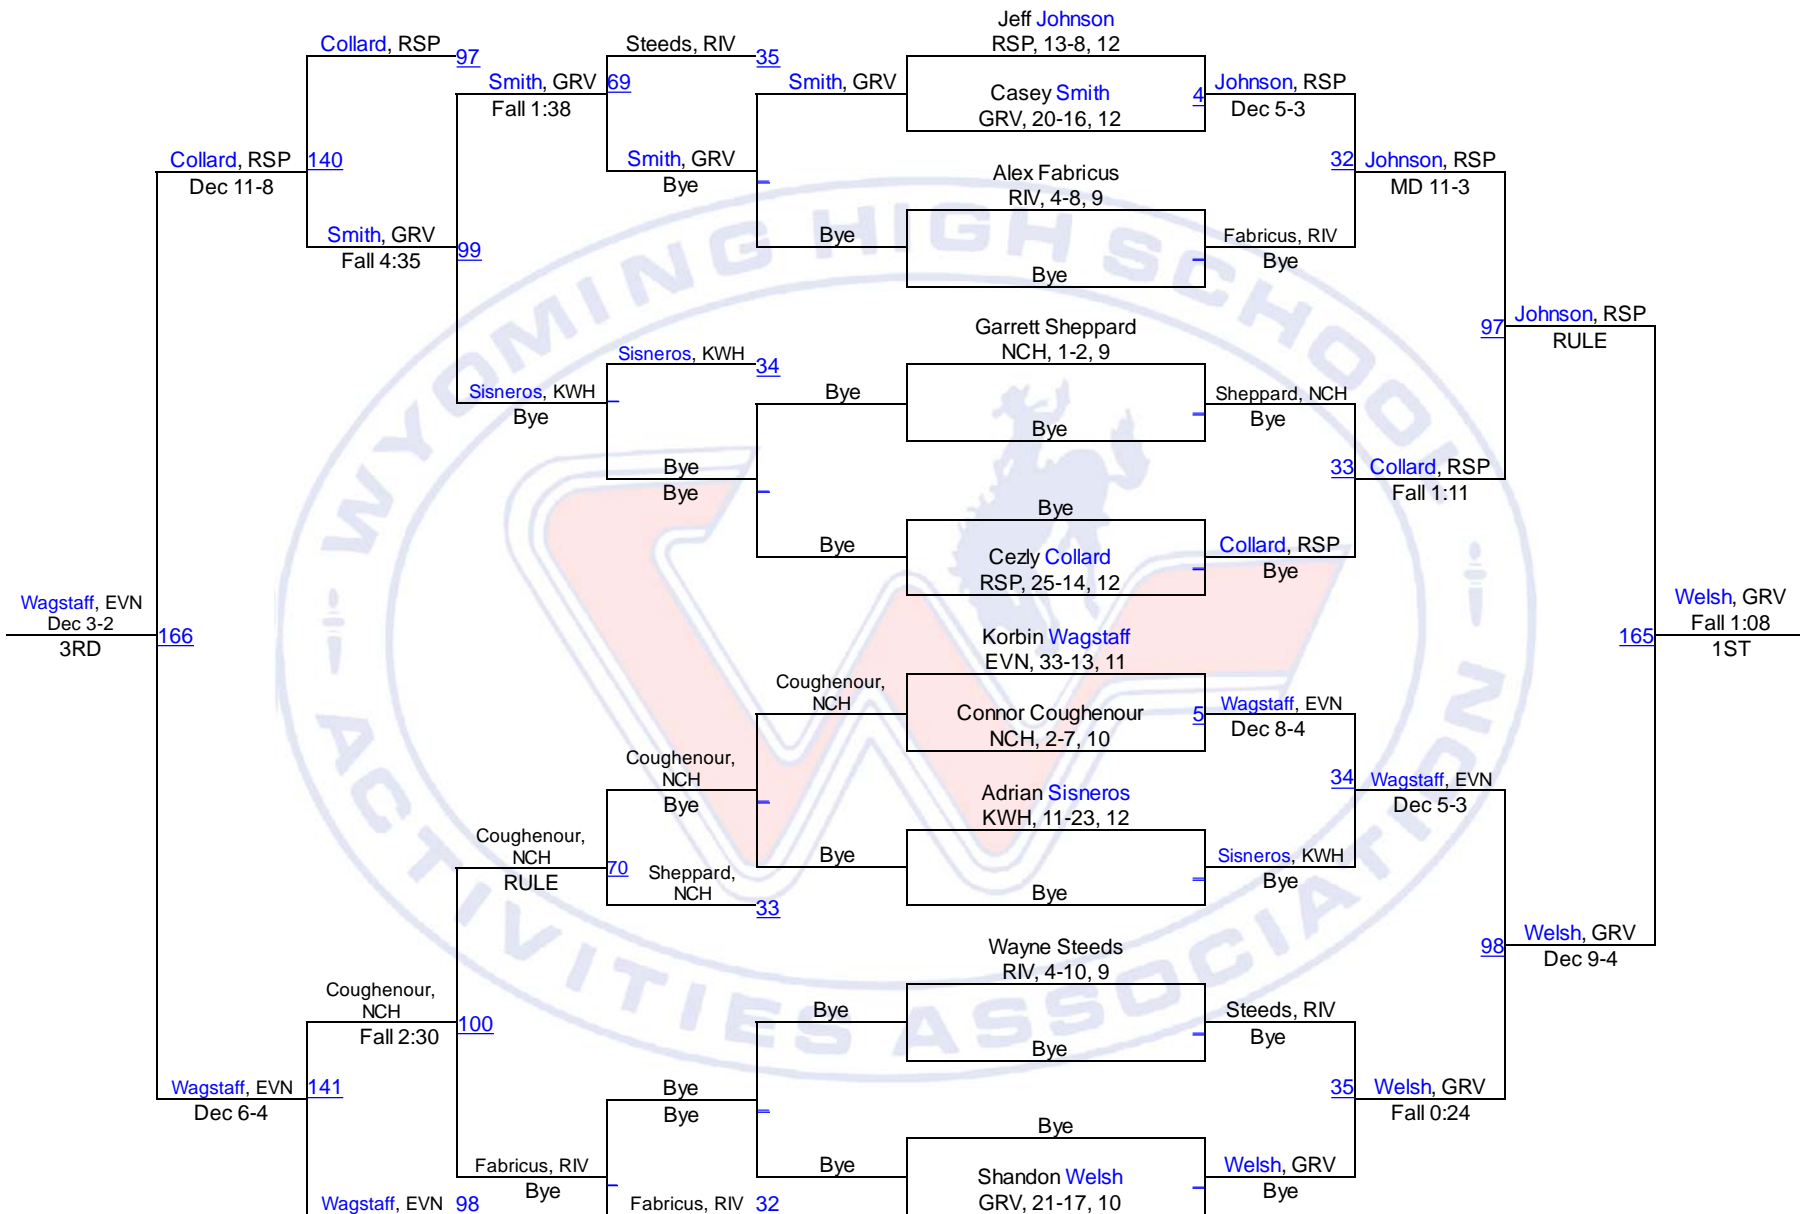 Jeff Johnson
RSP, 13-8, 12
Collard, RSP
97
Steeds, RIV
35
Smith, GRV
69
Fall 1:38
Smith, GRV
Casey Smith
GRV, 20-16, 12
4
Johnson, RSP
Dec 5-3
Collard, RSP
140
Dec 11-8
Smith, GRV
Bye
Alex Fabricus
RIV, 4-8, 9
32
Johnson, RSP
MD 11-3
Smith, GRV
99
Fall 4:35
Bye
Bye
Fabricus, RIV
Bye
WYOMING HIGH SCHOOL
Garrett Sheppard
NCH, 1-2, 9
97
Johnson, RSP
RULE
Sisneros, KWH
34
Sisneros, KWH
Bye
Bye
Bye
Sheppard, NCH
Bye
Bye
Bye
33
Collard, RSP
Fall 1:11
Bye
Bye
Cezly Collard
RSP, 25-14, 12
Collard, RSP
Bye
Wagstaff, EVN
Dec 3-2
3RD
166
Korbin Wagstaff
EVN, 33-13, 11
165
Welsh, GRV
Fall 1:08
1ST
Coughenour,
NCH
Connor Coughenour
NCH, 2-7, 10
5
Wagstaff, EVN
Dec 8-4
Coughenour,
NCH
Bye
Adrian Sisneros
KWH, 11-23, 12
34
Wagstaff, EVN
Dec 5-3
Coughenour,
NCH
RULE
70
Sheppard,
NCH
33
Bye
Bye
Sisneros, KWH
Bye
Wayne Steeds
RIV, 4-10, 9
98
Welsh, GRV
Dec 9-4
Coughenour,
NCH
Fall 2:30
100
Bye
Bye
Steeds, RIV
Bye
ACTIVITIES ASSOCIATION
Wagstaff, EVN
141
Dec 6-4
Bye
Bye
35
Welsh, GRV
Fall 0:24
Bye
Fabricus, RIV
Bye
Bye
Shandon Welsh
GRV, 21-17, 10
Welsh, GRV
Bye
Wagstaff, EVN
98
Fabricus, RIV
32